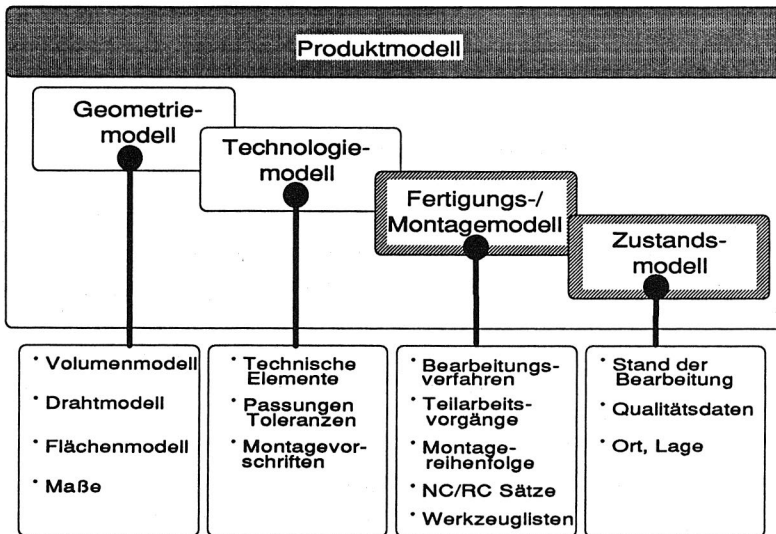 Produktmodell
Geometrie-
modell
Technologie-
modell
Fertigungs-/
Montagemodell
Zustands-
modell
· Volumenmodell
· Drahtmodell
· Flächenmodell
· Maße
· Technische
Elemente
· Passungen
Toleranzen
· Montagevor-
schriften
· Bearbeitungs-
verfahren
· Teilarbeits-
vorgänge
· Montage-
reihenfolge
· NC/RC Sätze
· Werkzeuglisten
· Stand der
Bearbeitung
· Qualitätsdaten
· Ort, Lage